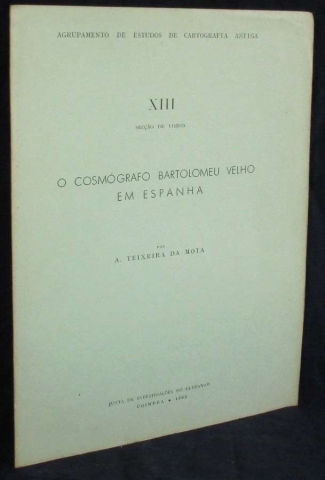 AGRUPAMENTO DE ESTUDOS DE CARTOGRAFIA ANTIGA
XIII
SECÇÃO DE LISBOA
O COSMÓGRAFO BARTOLOMEU VELHO
EM ESPANHA
POR
A. TEIXEIRA DA MOTA
JUNTA DE INVESTIGAÇÕES DO ULTRAMAR
COIMBRA •